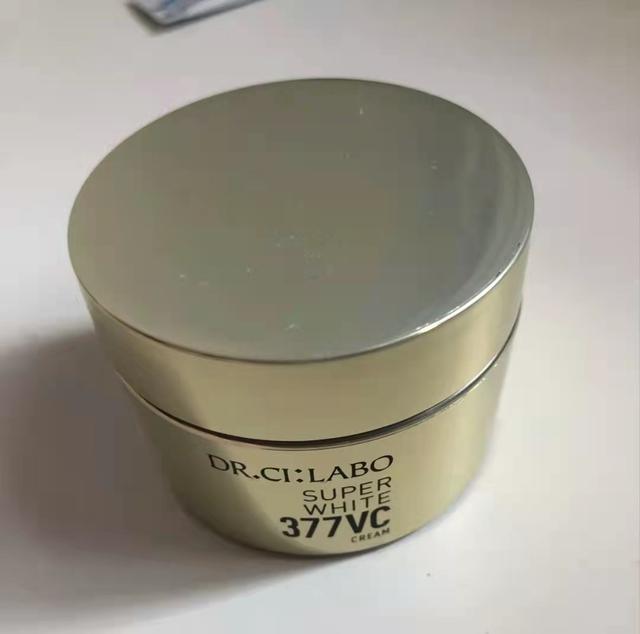 DR.CI:LABO
SUPER
WHITE
377VC
CREAM